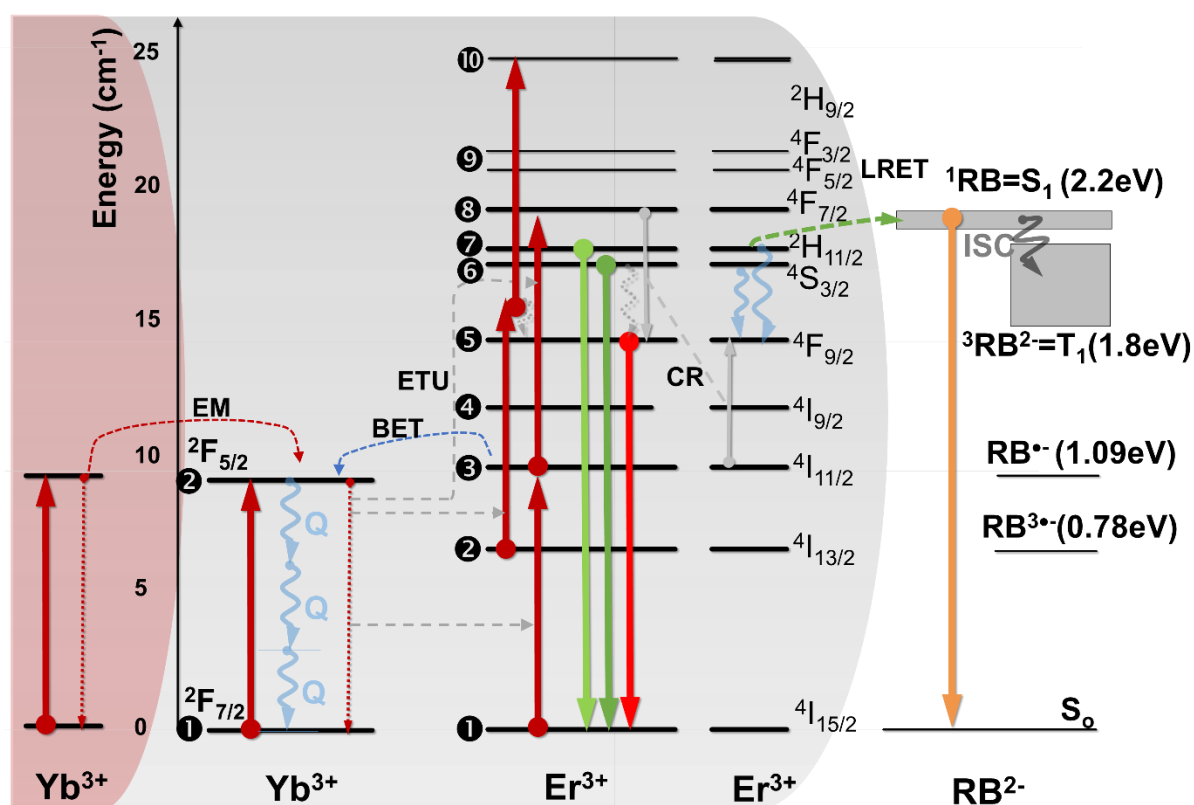 Energy (cm⁻¹)
25
20
15
10
5
0
EM
²F₅/₂
❷
²F₇/₂
❶
Q
Q
Q
BET
ETU
CR
LRET
❿
❾
❽
❼
❻
❺
❹
❸
❷
❶
²H₉/₂
⁴F₃/₂
⁴F₅/₂
⁴F₇/₂
²H₁₁/₂
⁴S₃/₂
⁴F₉/₂
⁴I₉/₂
⁴I₁₁/₂
⁴I₁₃/₂
⁴I₁₅/₂
¹RB=S₁ (2.2eV)
ISC
³RB²⁻=T₁(1.8eV)
RB•⁻ (1.09eV)
RB³•⁻ (0.78eV)
Sₒ
Yb³⁺
Yb³⁺
Er³⁺
Er³⁺
RB²⁻